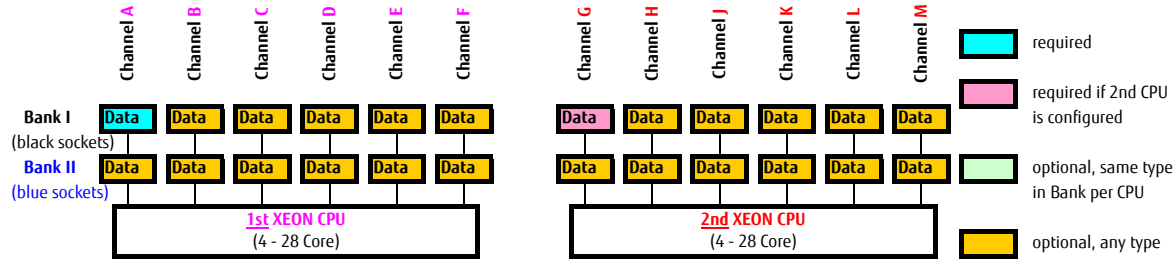 Channel A
Channel B
Channel C
Channel D
Channel E
Channel F
Channel G
Channel H
Channel J
Channel K
Channel L
Channel M
Bank I
(black sockets)
Data Data Data Data Data Data Data Data Data Data Data Data
Bank II
(blue sockets)
Data Data Data Data Data Data Data Data Data Data Data Data
1st XEON CPU
(4 - 28 Core)
2nd XEON CPU
(4 - 28 Core)
required
required if 2nd CPU
is configured
optional, same type
in Bank per CPU
optional, any type